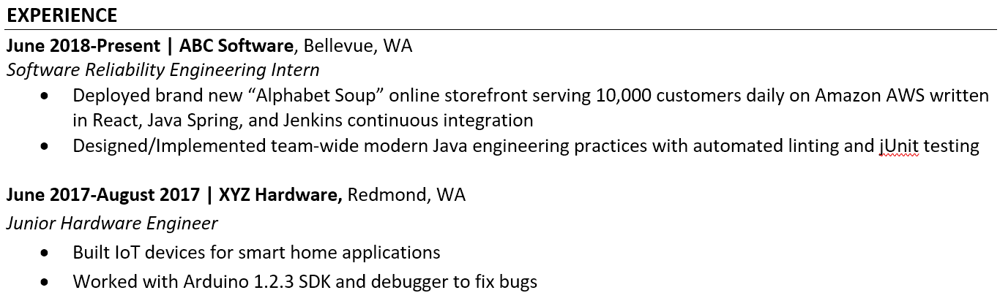 EXPERIENCE
June 2018-Present | ABC Software, Bellevue, WA
Software Reliability Engineering Intern
• Deployed brand new “Alphabet Soup” online storefront serving 10,000 customers daily on Amazon AWS written
in React, Java Spring, and Jenkins continuous integration
• Designed/Implemented team-wide modern Java engineering practices with automated linting and jUnit testing
June 2017-August 2017 | XYZ Hardware, Redmond, WA
Junior Hardware Engineer
• Built IoT devices for smart home applications
• Worked with Arduino 1.2.3 SDK and debugger to fix bugs